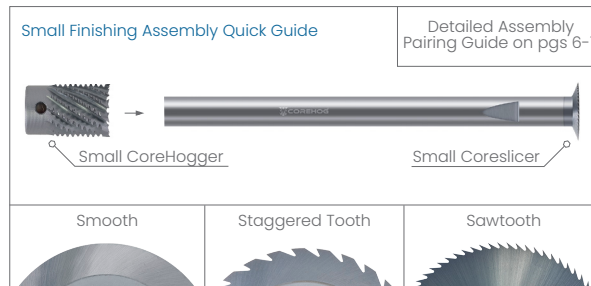 Small Finishing Assembly Quick Guide
Detailed Assembly
Pairing Guide on pgs 6-
COREHOG
Small CoreHogger
Small Coreslicer
Smooth
Staggered Tooth
Sawtooth